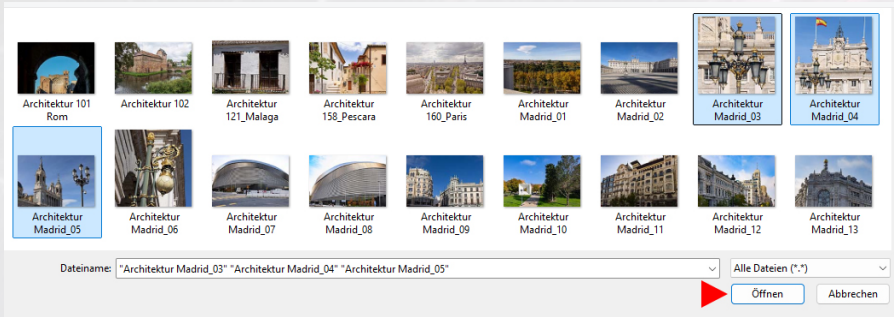 Architektur 101
Rom
Architektur 102
Architektur
121_Malaga
Architektur
158_Pescara
Architektur
160_Paris
Architektur
Madrid_01
Architektur
Madrid_02
Architektur
Madrid_03
Architektur
Madrid_04
Architektur
Madrid_05
Architektur
Madrid_06
Architektur
Madrid_07
Architektur
Madrid_08
Architektur
Madrid_09
Architektur
Madrid_10
Architektur
Madrid_11
Architektur
Madrid_12
Architektur
Madrid_13
Dateiname: "Architektur Madrid_03" "Architektur Madrid_04" "Architektur Madrid_05" Alle Dateien (*.*)
Öffnen Abbrechen